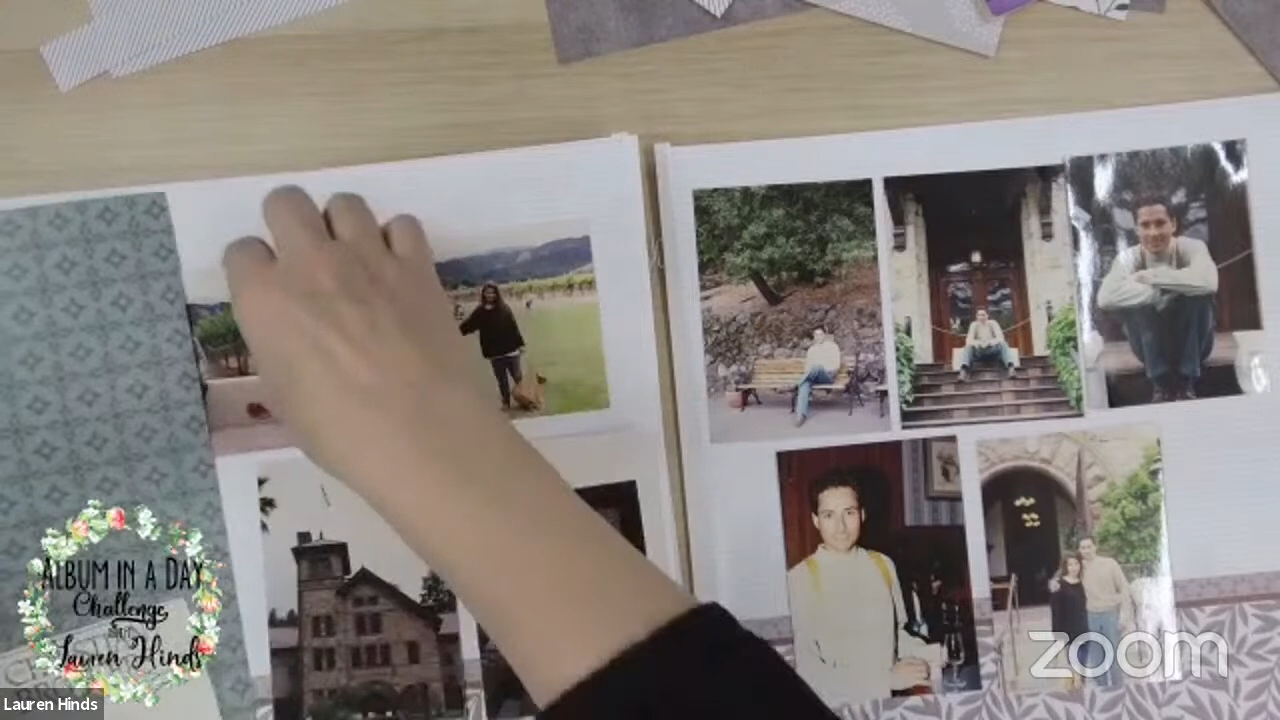 ALBUM IN A DAY
Challenge
with
Lauren Hinds
Lauren Hinds
zoom